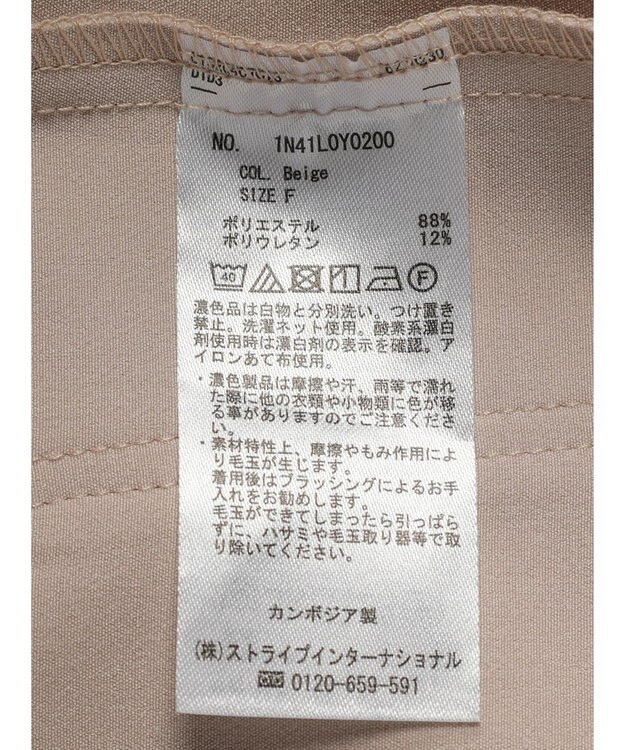 D1D3
NO. 1N41L0Y0200
COL. Beige
SIZE F
ポリエステル 88%
ポリウレタン 12%
40 F
濃色品は白物と分別洗い。つけ置き
禁止。洗濯ネット使用。酸素系漂白
剤使用時は漂白剤の表示を確認。ア
イロンあて布使用。
・濃色製品は摩擦や汗、雨等で濡れ
た際に他の衣類や小物類に色が移
る事がありますのでご注意くださ
い。
・素材特性上、摩擦やもみ作用によ
り毛玉が生じます。
着用後はブラッシングによるお手
入れをお勧めします。
毛玉ができてしまったら引っぱら
ずに、ハサミや毛玉取り器等で取
り除いてください。
カンボジア製
(株)ストライプインターナショナル
0120-659-591